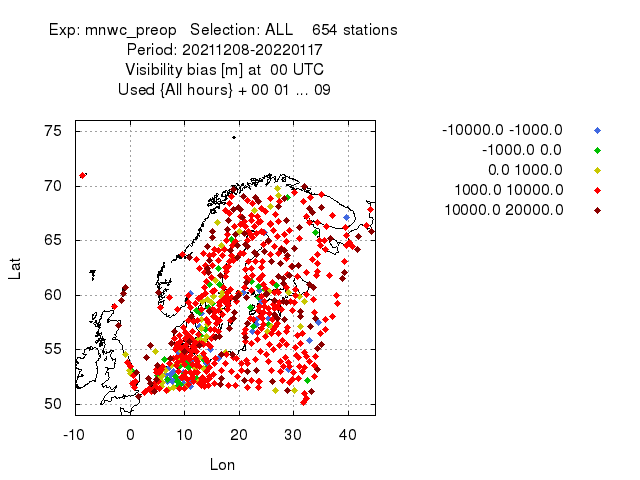 Exp: mnwc_preop   Selection: ALL    654 stations
Period: 20211208-20220117
Visibility bias [m] at  00 UTC
Used {All hours} + 00 01 ... 09
-10000.0 -1000.0
-1000.0 0.0
0.0 1000.0
1000.0 10000.0
10000.0 20000.0
75
70
65
60
55
50
Lat
-10 0 10 20 30 40
Lon